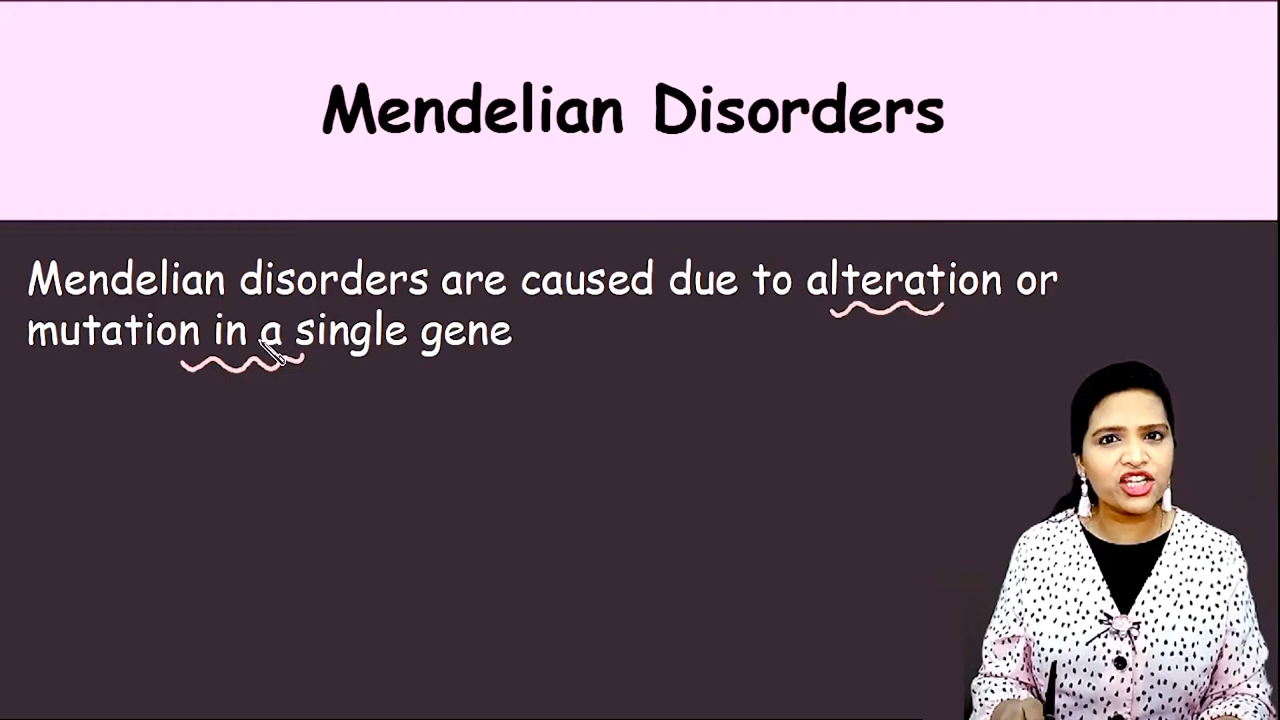 Mendelian Disorders
Mendelian disorders are caused due to alteration or
mutation in a single gene